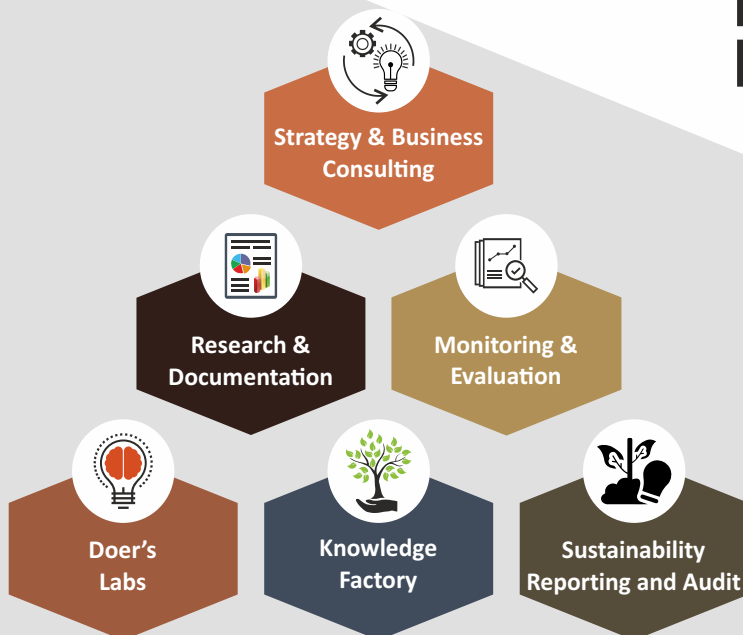 Strategy & Business
Consulting
Research &
Documentation
Monitoring &
Evaluation
Doer’s
Labs
Knowledge
Factory
Sustainability
Reporting and Audit